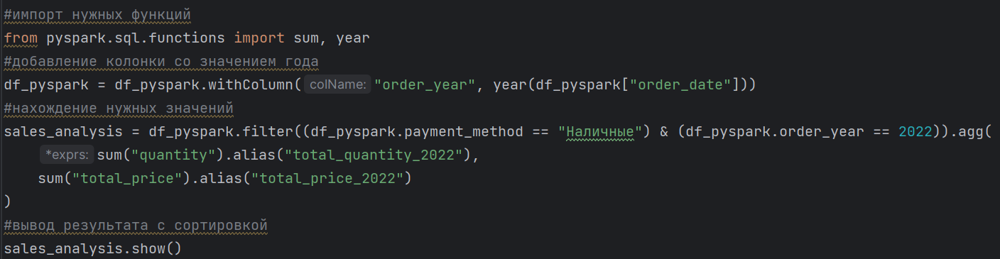 #импорт нужных функций
from pyspark.sql.functions import sum, year
#добавление колонки со значением года
df_pyspark = df_pyspark.withColumn( colName: "order_year", year(df_pyspark["order_date"]))
#нахождение нужных значений
sales_analysis = df_pyspark.filter((df_pyspark.payment_method == "Наличные") & (df_pyspark.order_year == 2022)).agg(
    *exprs: sum("quantity").alias("total_quantity_2022"),
    sum("total_price").alias("total_price_2022")
)
#вывод результата с сортировкой
sales_analysis.show()